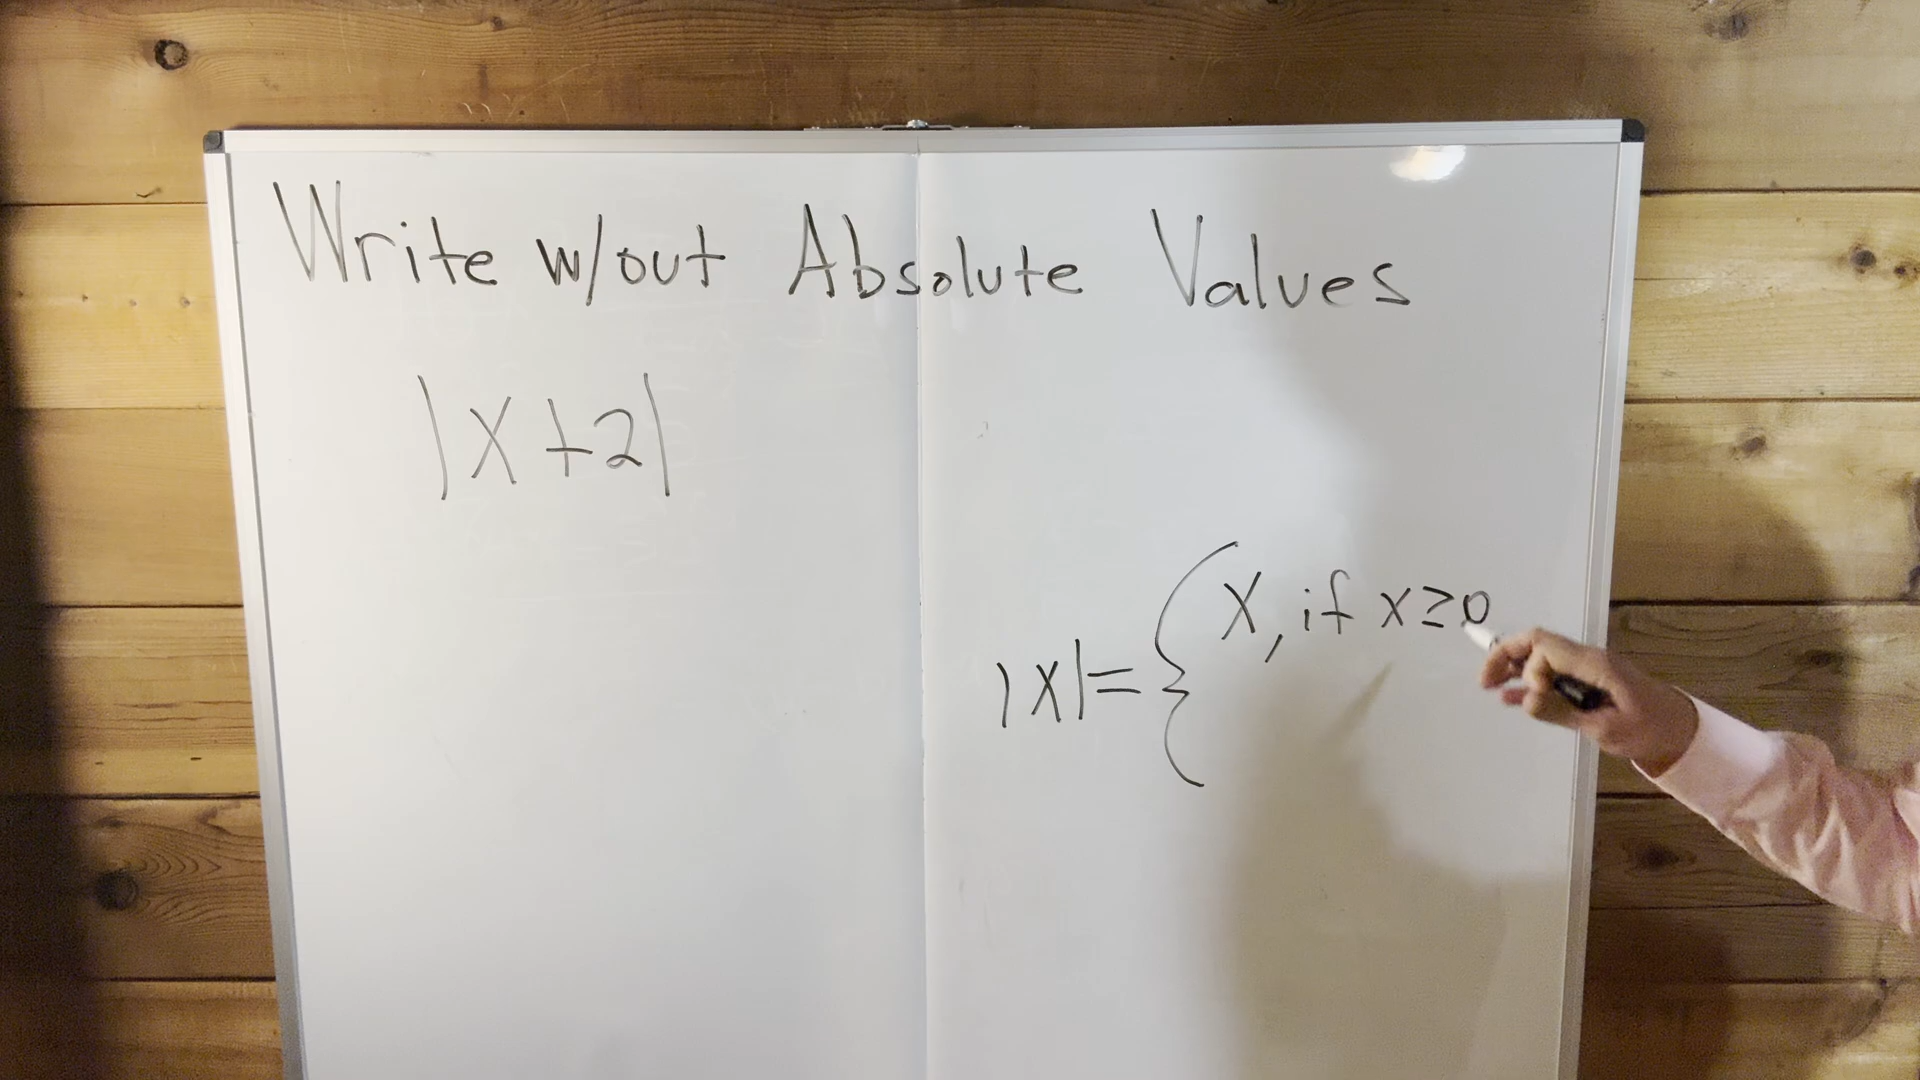 Write w/out Absolute Values
|x+2|
|x|= { x, if x≥0